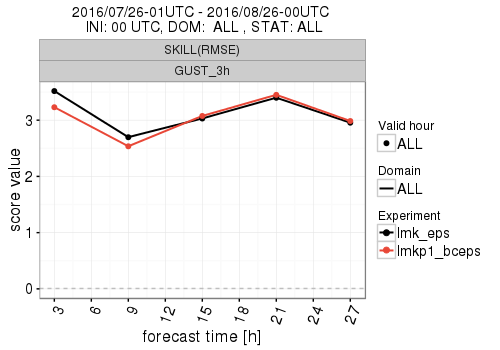 2016/07/26-01UTC - 2016/08/26-00UTC
INI: 00 UTC, DOM: ALL , STAT: ALL
SKILL(RMSE)
GUST_3h
score value
3
2
1
0
3
6
9
12
15
18
21
24
27
forecast time [h]
Valid hour
ALL
Domain
ALL
Experiment
lmk_eps
lmkp1_bceps